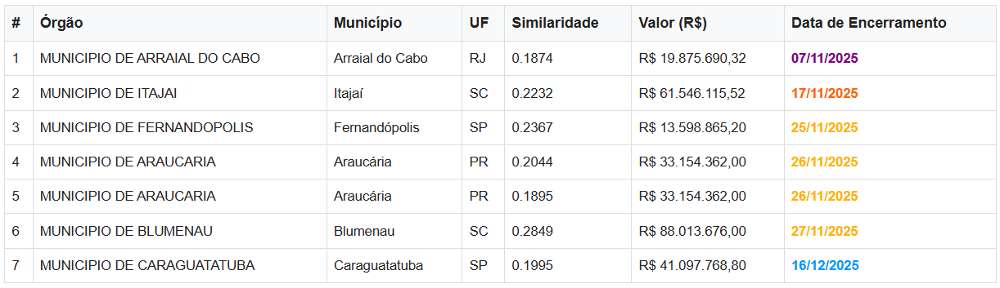 # Órgão Município UF Similaridade Valor (R$) Data de Encerramento
1 MUNICIPIO DE ARRAIAL DO CABO Arraial do Cabo RJ 0.1874 R$ 19.875.690,32 07/11/2025
2 MUNICIPIO DE ITAJAI Itajaí SC 0.2232 R$ 61.546.115,52 17/11/2025
3 MUNICIPIO DE FERNANDOPOLIS Fernandópolis SP 0.2367 R$ 13.598.865,20 25/11/2025
4 MUNICIPIO DE ARAUCARIA Araucária PR 0.2044 R$ 33.154.362,00 26/11/2025
5 MUNICIPIO DE ARAUCARIA Araucária PR 0.1895 R$ 33.154.362,00 26/11/2025
6 MUNICIPIO DE BLUMENAU Blumenau SC 0.2849 R$ 88.013.676,00 27/11/2025
7 MUNICIPIO DE CARAGUATATUBA Caraguatatuba SP 0.1995 R$ 41.097.768,80 16/12/2025